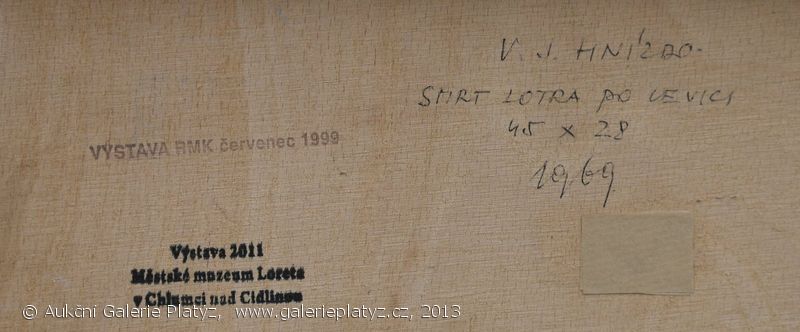 V. J. HNÍZDO.
SMRT LOTRA PO LEVICI
45 x 28
1969
VÝSTAVA RMK červenec 1999
Výstava 2011
Městské muzeum Loreta
v Chlumci nad Cidlinou
© Aukční Galerie Platýz, www.galerieplatyz.cz, 2013